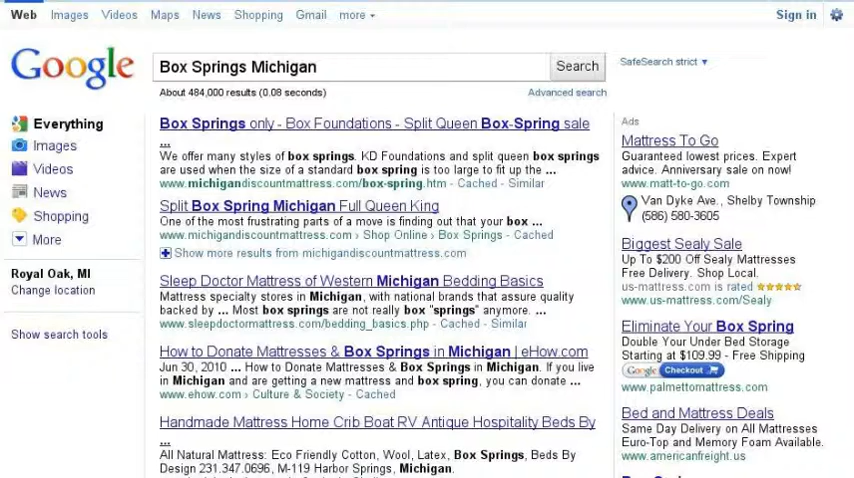 Web Images Videos Maps News Shopping Gmail more Sign in
Google
Box Springs Michigan
Search
SafeSearch strict
About 484,000 results (0.08 seconds)
Advanced search
Everything
Images
Videos
News
Shopping
More
Royal Oak, MI
Change location
Show search tools
Box Springs only - Box Foundations - Split Queen Box-Spring sale
...
We offer many styles of box springs. KD Foundations and split queen box springs
are used when the size of a standard box spring is too large to fit up the ...
www.michigandiscountmattress.com/box-spring.htm - Cached - Similar
Split Box Spring Michigan Full Queen King
One of the most frustrating parts of a move is finding out that your box ...
www.michigandiscountmattress.com › Shop Online › Box Springs - Cached
Show more results from michigandiscountmattress.com
Sleep Doctor Mattress of Western Michigan Bedding Basics
Mattress specialty stores in Michigan, with national brands that assure quality
backed by ... Most box springs are not really box "springs" anymore. ...
www.sleepdoctormattress.com/bedding_basics.php - Cached - Similar
How to Donate Mattresses & Box Springs in Michigan | eHow.com
Jun 30, 2010 ... How to Donate Mattresses & Box Springs in Michigan. If you live
in Michigan and are getting a new mattress and box spring, you can donate ...
www.ehow.com › Culture & Society - Cached
Handmade Mattress Home Crib Boat RV Antique Hospitality Beds By
...
All Natural Mattress: Eco Friendly Cotton, Wool, Latex, Box Springs, Beds By
Design 231.347.0696, M-119 Harbor Springs, Michigan.
Ads
Mattress To Go
Guaranteed lowest prices. Expert
advice. Anniversary sale on now!
www.matt-to-go.com
Van Dyke Ave., Shelby Township
(586) 580-3605
Biggest Sealy Sale
Up To $200 Off Sealy Mattresses
Free Delivery. Shop Local.
us-mattress.com is rated
www.us-mattress.com/Sealy
Eliminate Your Box Spring
Double Your Under Bed Storage
Starting at $109.99 - Free Shipping
Google Checkout
www.palmettomattress.com
Bed and Mattress Deals
Same Day Delivery on All Mattresses
Euro-Top and Memory Foam Available.
www.americanfreight.us